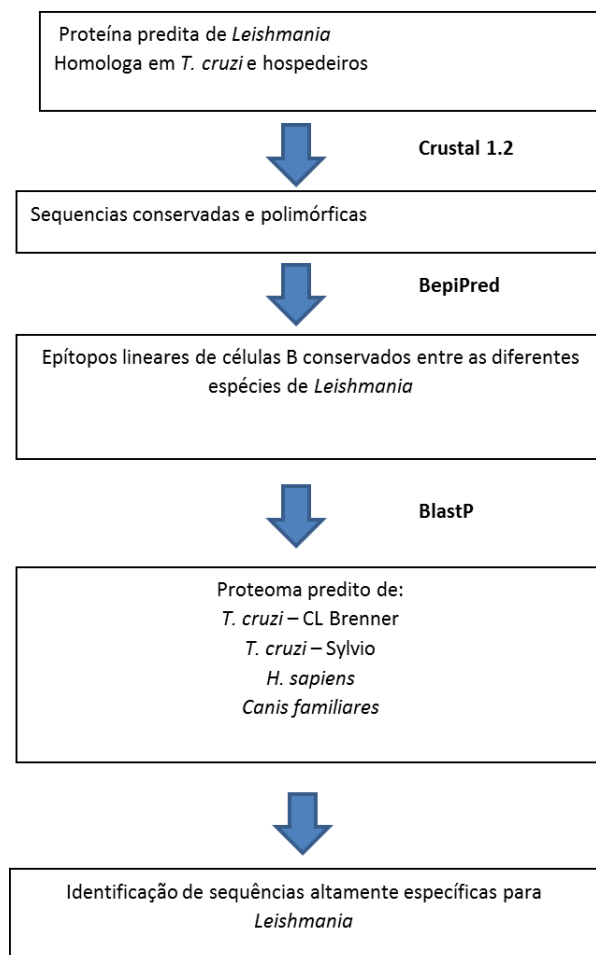 Proteína predita de Leishmania
Homologa em T. cruzi e hospedeiros
Crustal 1.2
Sequencias conservadas e polimórficas
BepiPred
Epítopos lineares de células B conservados entre as diferentes
espécies de Leishmania
BlastP
Proteoma predito de:
T. cruzi – CL Brenner
T. cruzi – Sylvio
H. sapiens
Canis familiares
Identificação de sequências altamente específicas para
Leishmania